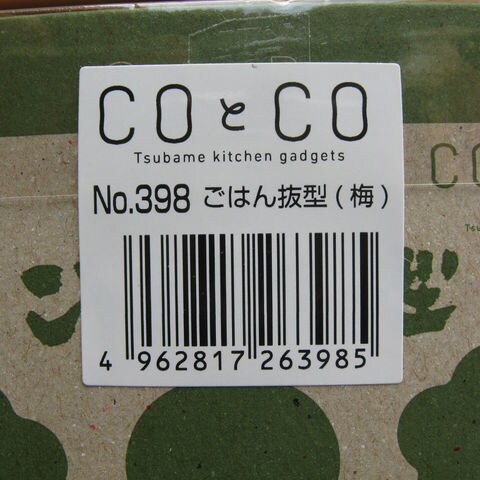 COとCO
Tsubame kitchen gadgets
No.398 ごはん抜型(梅)
4 962817 263985
CO